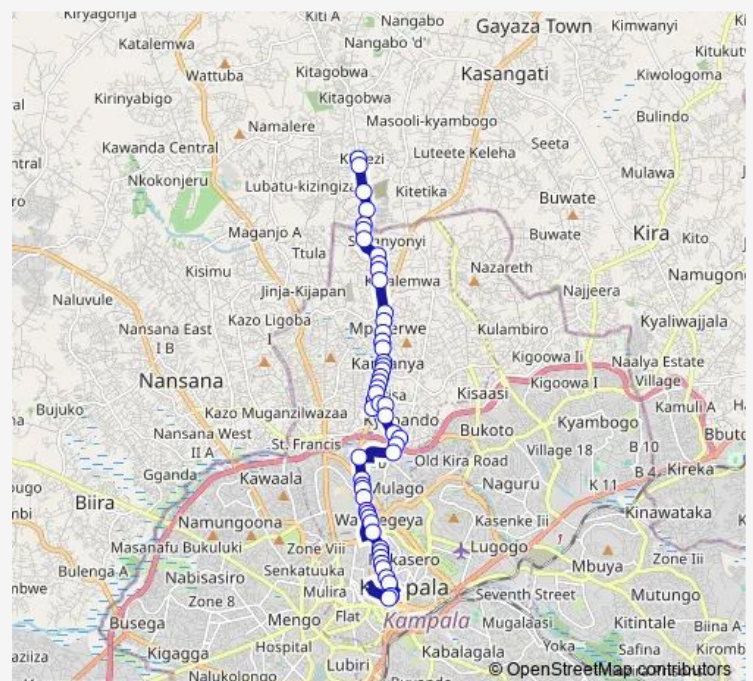 Kiryagonja
Kiti A
Nangabo
Gayaza Town
Kimwanyi
Katalemwa
Nangabo 'd'
Wattuba
Kitagobwa
Kasangati
Kiwologoma
Kirinyabigo
Kitagobwa
Bulindo
Namalere
Masooli-kyambogo
Kawanda Central
Luteete Keleha
Seeta
Nkokonjeru
Lubatu-kizingiza
Kitetika
Mulawa
Buwate
Maganjo A
Buwate
Kira
Kito
Ttula
Kisimu
Nazareth
Namugon
Jinja-Kijapan
Najjeera
Naluvule
Kazo Ligoba
I
Kyaliwajjala
Nansana East
I B
Kulambiro
Kigoowa Ii
Naalya Estate
Village
Nansana
Kigoowa I
Kisaasi
Kamuli A
Bujuko
Kazo Muganzilwazaa
Kyambogo
Nansana West
II A
St. Francis
Bukoto
Village 18
B 10
Old Kira Road
Gganda
Kawaala
B 4
Kireka
Mulago
Naguru
K 11
Biira
Kinawataka
Namungoona
Kasenke Iii
Masanafu Bukuluki
Zone Viii
Lugogo
Zone Iii
Bulenga A
Senkatuuka
Mbuya
Nabisasiro
Mulira
Seventh Street
Mutungo
Zone 8
Flat
Busega
Mengo
Kampala
Mugalaasi
Kitintale
Biina A
Kigagga
Hospital
Kabalagala
Yoka
Safina
Lubiri
Nalukolongo
© OpenStreetMap contributors